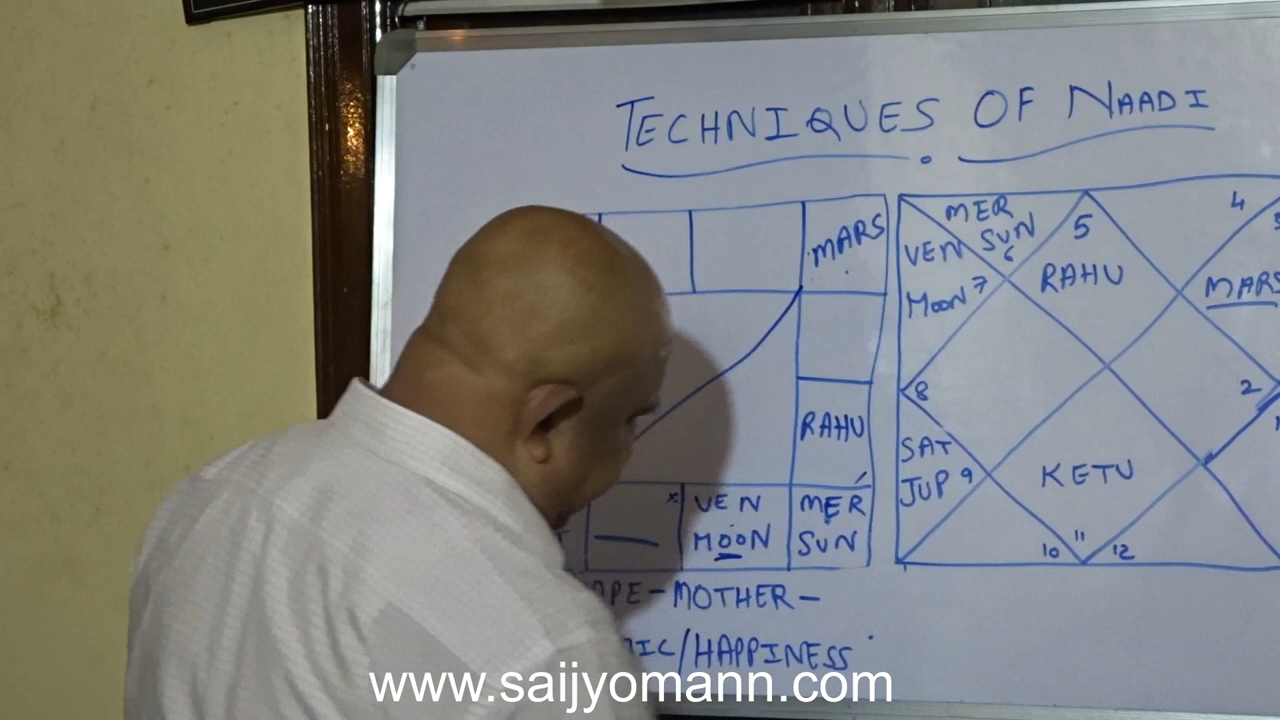 TECHNIQUES OF NAADI
MARS
RAHU
VEN
MOON
MER
SUN
MER
SUN
6
VEN
MOON 7
5
RAHU
4
MARS
8
2
SAT
JUP 9
KETU
10
11
12
MOTHER -
/HAPPINESS
www.saijyomann.com